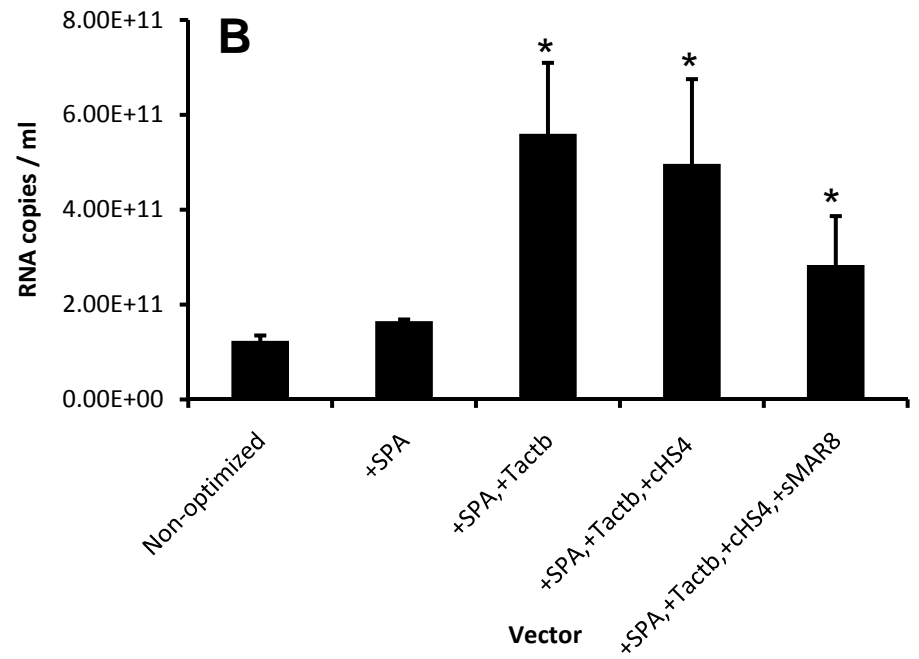 B
8.00E+11
6.00E+11
4.00E+11
2.00E+11
0.00E+00
RNA copies / ml
*
*
*
Non-optimized
+SPA
+SPA,+Tactb
+SPA,+Tactb,+cHS4
+SPA,+Tactb,+cHS4,+sMAR8
Vector